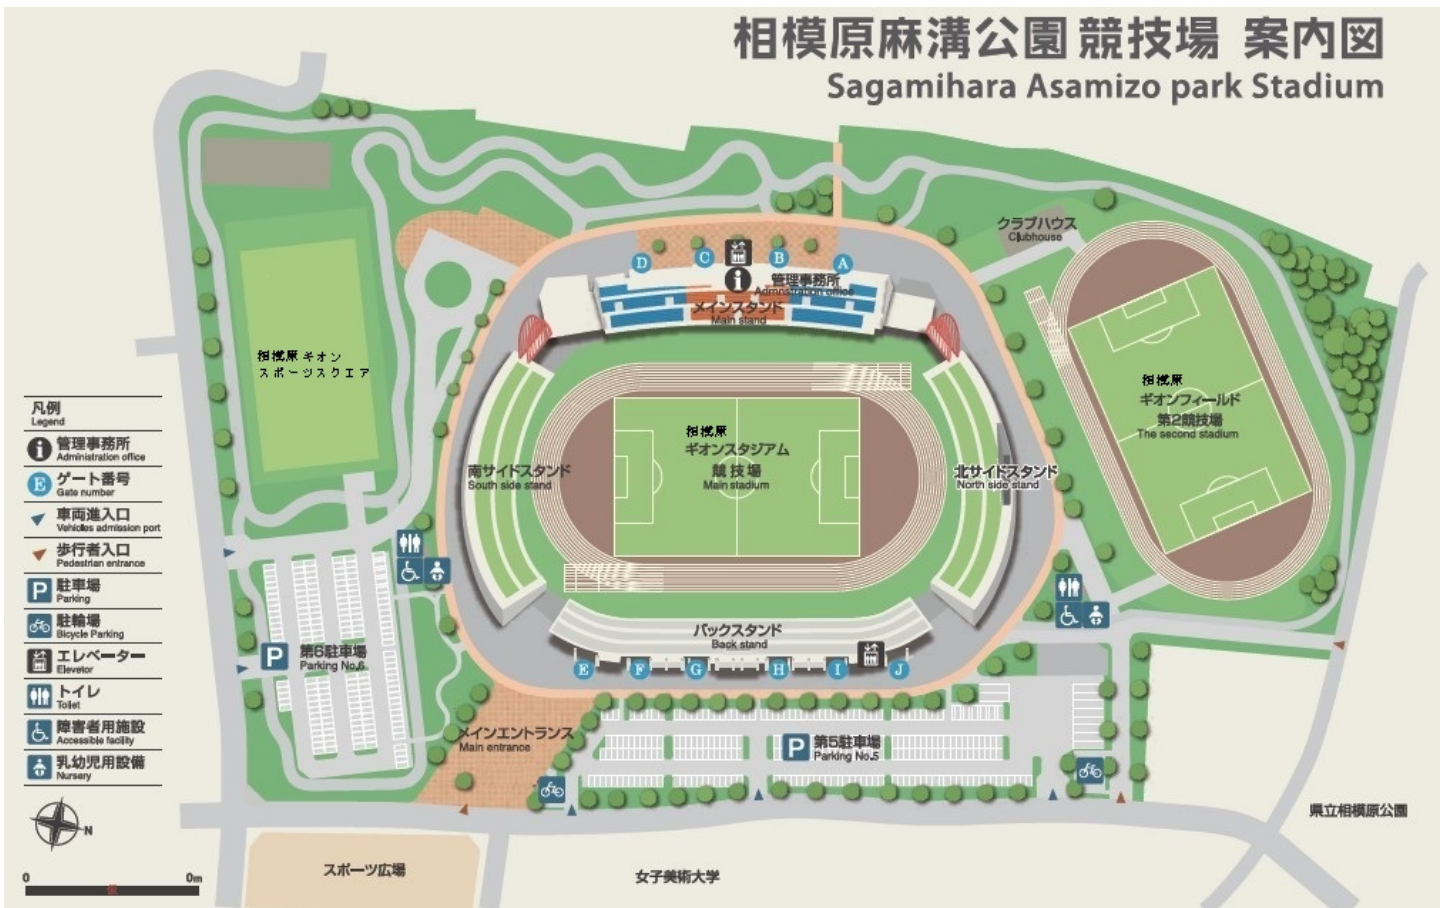 相模原麻溝公園 競技場 案内図
Sagamihara Asamizo park Stadium
クラブハウス
Clubhouse
D
C
B
A
管理事務所
Administration office
メインスタンド
Main stand
相模原 ギオン
スポーツスクエア
相模原
ギオンフィールド
第2競技場
The second stadium
相模原
ギオンスタジアム
競技場
Main stadium
南サイドスタンド
South side stand
北サイドスタンド
North side stand
バックスタンド
Back stand
E
F
G
H
I
J
P
第6駐車場
Parking No.6
メインエントランス
Main entrance
P
第5駐車場
Parking No.5
県立相模原公園
スポーツ広場
女子美術大学
凡例
Legend
管理事務所
Administration office
E
ゲート番号
Gate number
車両進入口
Vehicles admission port
歩行者入口
Pedestrian entrance
P
駐車場
Parking
駐輪場
Bicycle Parking
エレベーター
Elevetor
トイレ
Toilet
障害者用施設
Accessible facility
乳幼児用設備
Nursery
N
0
0m